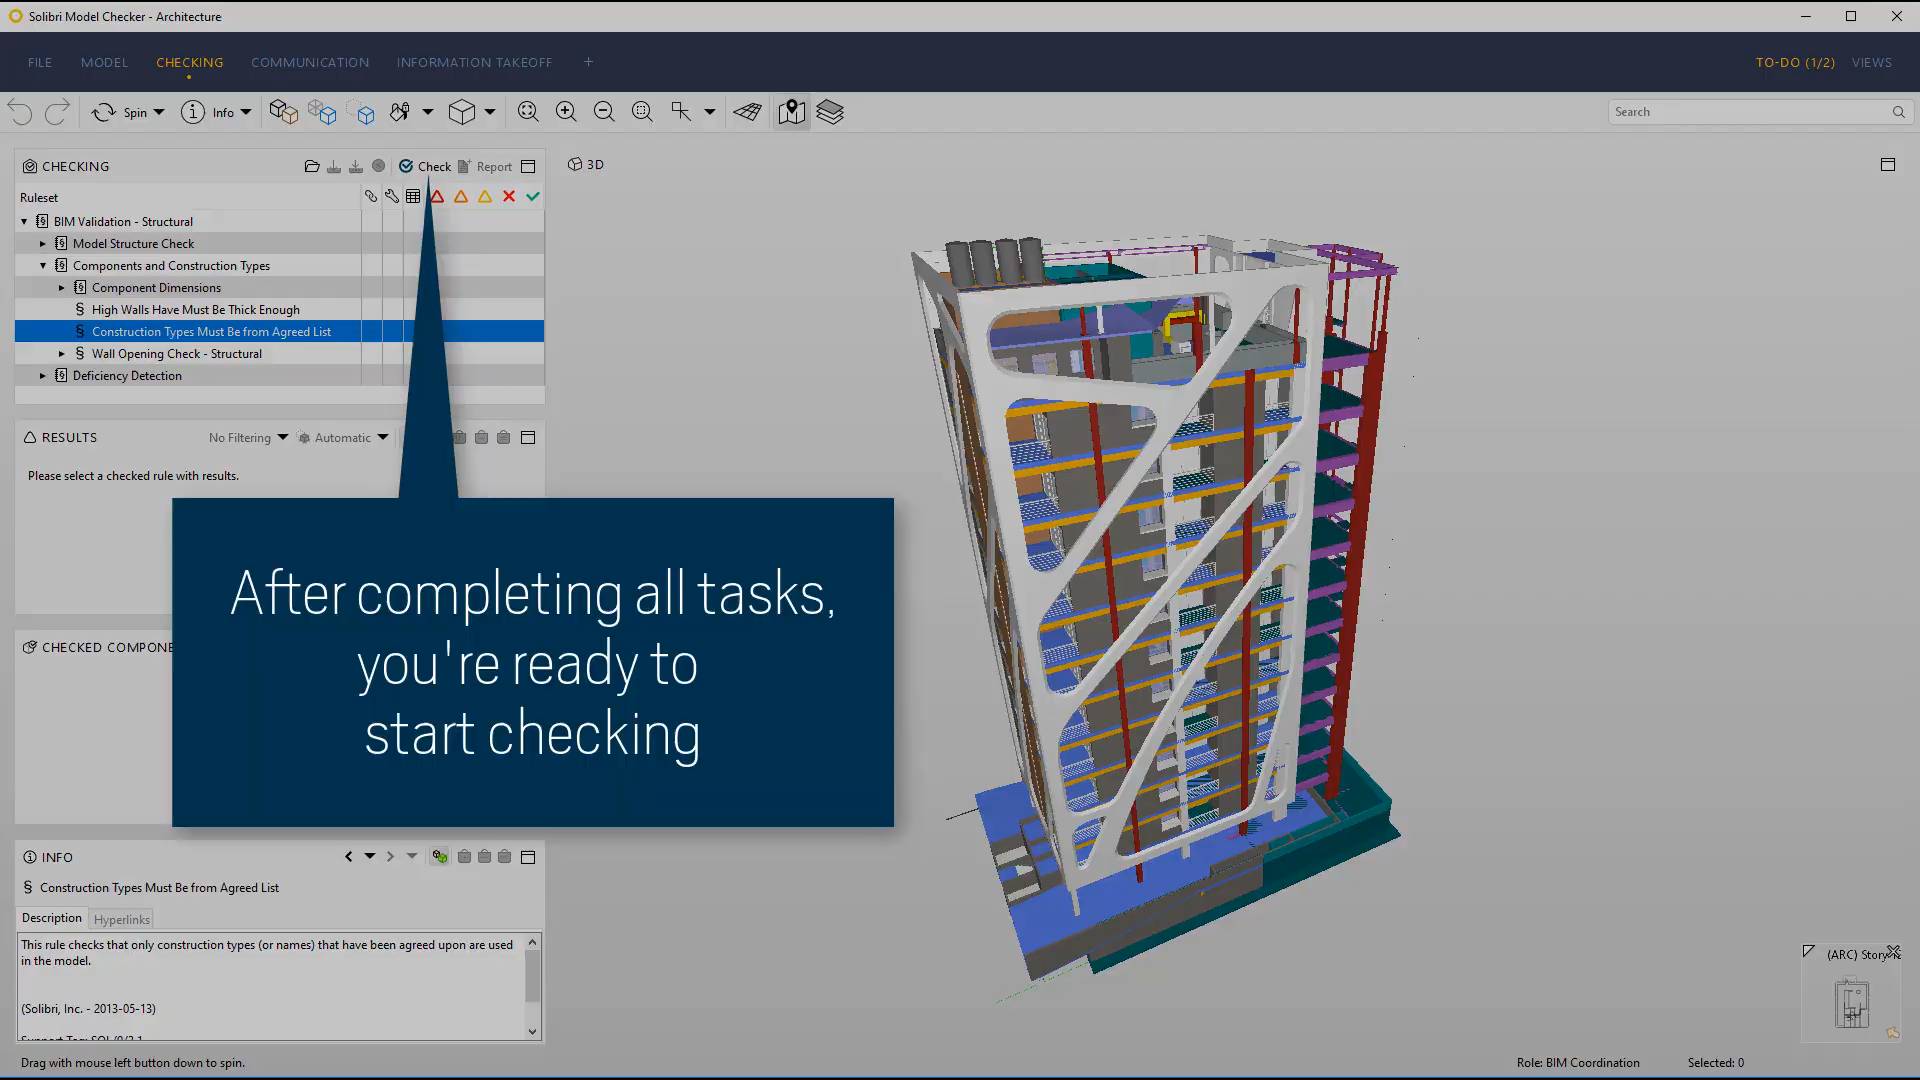 Solibri Model Checker - Architecture
FILE MODEL CHECKING COMMUNICATION INFORMATION TAKEOFF + TO-DO (1/2) VIEWS
Spin Info Search
CHECKING Check Report
3D
Ruleset
BIM Validation - Structural
Model Structure Check
Components and Construction Types
Component Dimensions
High Walls Have Must Be Thick Enough
Construction Types Must Be from Agreed List
Wall Opening Check - Structural
Deficiency Detection
RESULTS No Filtering Automatic
Please select a checked rule with results.
After completing all tasks,
you're ready to
start checking
CHECKED COMPONE
INFO
§ Construction Types Must Be from Agreed List
Description Hyperlinks
This rule checks that only construction types (or names) that have been agreed upon are used
in the model.
(Solibri, Inc. - 2013-05-13)
(ARC) Story
Drag with mouse left button down to spin.
Role: BIM Coordination Selected: 0